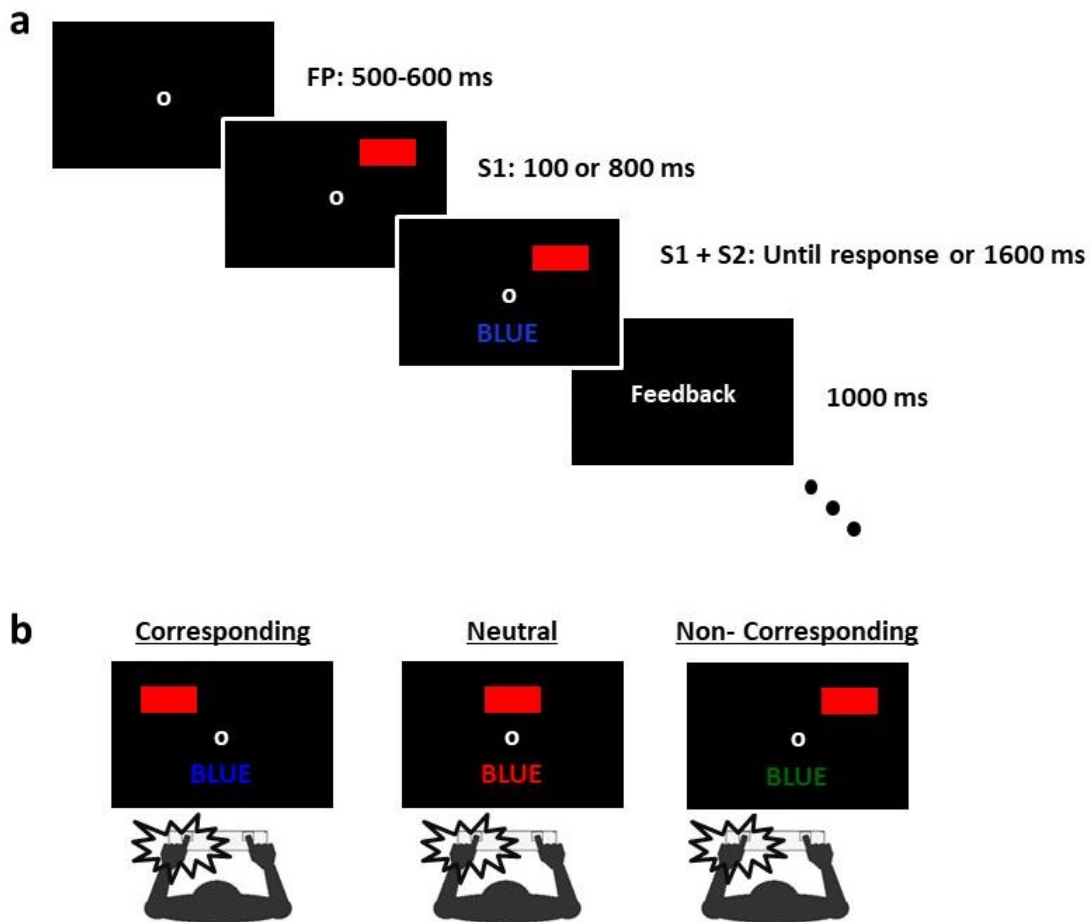 a
o
FP: 500-600 ms
o
S1: 100 or 800 ms
o
BLUE
S1 + S2: Until response or 1600 ms
Feedback
1000 ms
b
Corresponding
Neutral
Non- Corresponding
o
o
o
BLUE
BLUE
BLUE